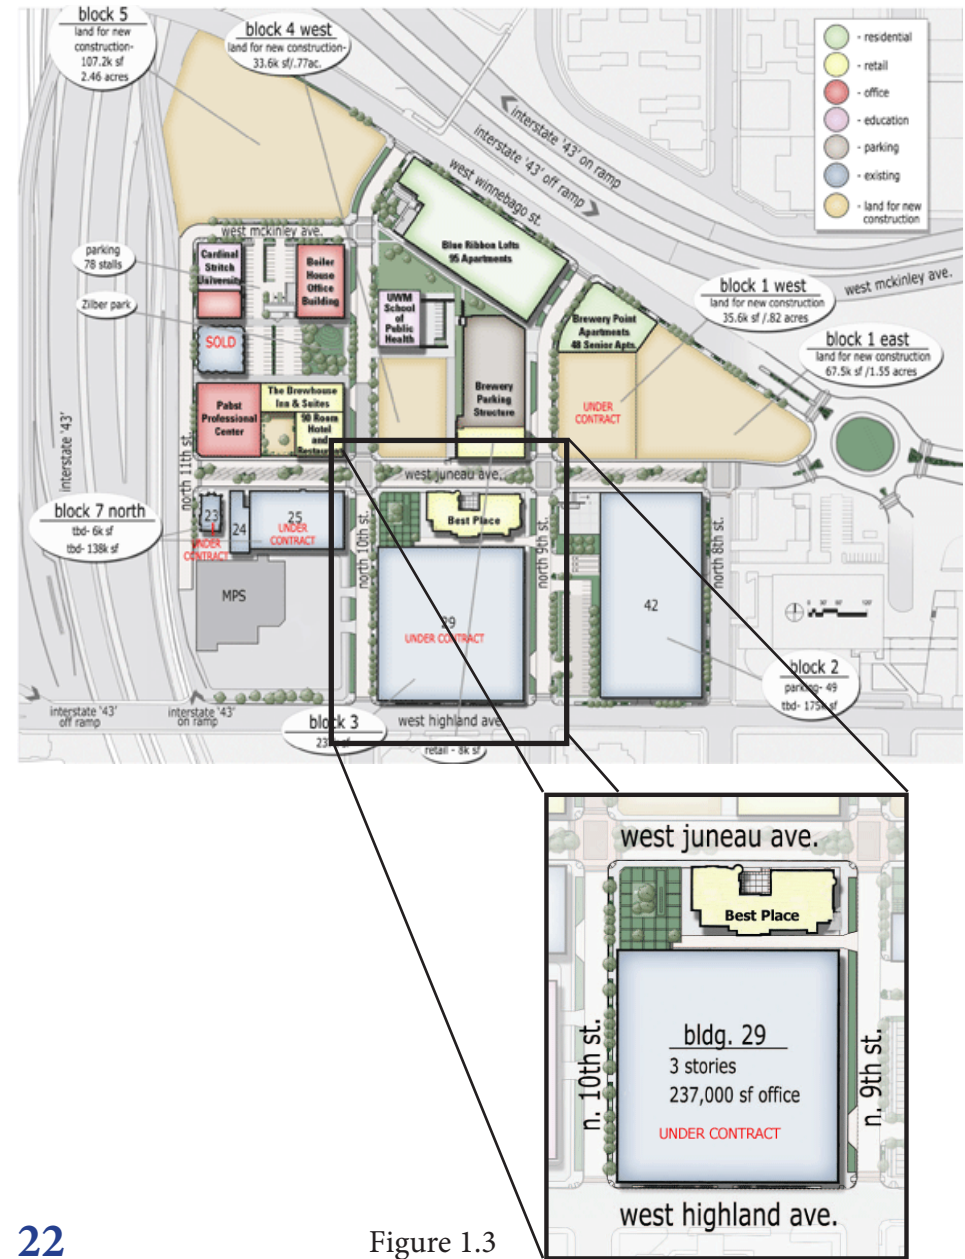 block 5
land for new
construction-
107.2k sf
2.46 acres
block 4 west
land for new construction-
33.6k sf/.77ac.
- residential
- retail
- office
- education
- parking
- existing
- land for new
construction
interstate '43' on ramp
interstate '43' off ramp
west winnebago st.
west mckinley ave.
west mckinley ave.
parking
78 stalls
Zilber park
Cardinal
Stritch
University
Boiler
House
Office
Building
Blue Ribbon Lofts
95 Apartments
UWM
School
of
Public
Health
block 1 west
land for new construction
35.6k sf /.82 acres
Brewery Point
Apartments
48 Senior Apts.
block 1 east
land for new construction
67.5k sf /1.55 acres
SOLD
Pabst
Professional
Center
The Brewhouse
Inn & Suites
90 Room
Hotel
and
Restaurant
Brewery
Parking
Structure
UNDER
CONTRACT
interstate '43'
north 11th st.
west juneau ave.
block 7 north
tbd- 6k sf
tbd- 138k sf
23
UNDER
CONTRACT
24
25
UNDER
CONTRACT
north 10th st.
Best Place
north 9th st.
north 8th st.
MPS
29
UNDER CONTRACT
42
0 30' 60' 120'
block 2
parking- 49
tbd- 175k sf
interstate '43'
off ramp
interstate '43'
on ramp
block 3
west highland ave.
retail - 8k sf
west juneau ave.
Best Place
n. 10th st.
bldg. 29
3 stories
237,000 sf office
UNDER CONTRACT
n. 9th st.
west highland ave.
22
Figure 1.3